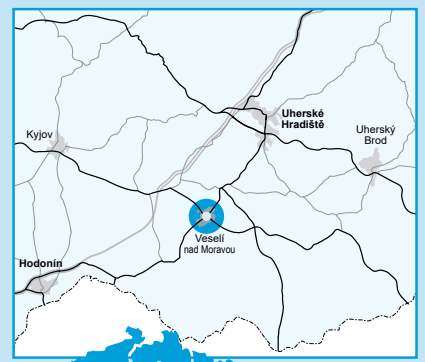 Uherské
Hradiště
Kyjov
Uherský
Brod
Veselí
nad Moravou
Hodonín